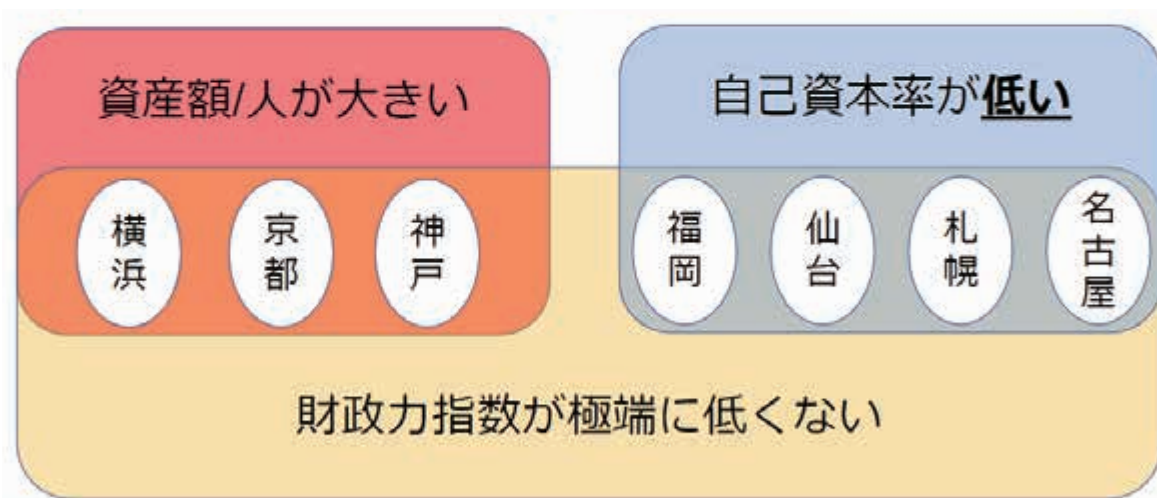 資産額/人が大きい
自己資本率が低い
横浜
京都
神戸
福岡
仙台
札幌
名古屋
財政力指数が極端に低くない